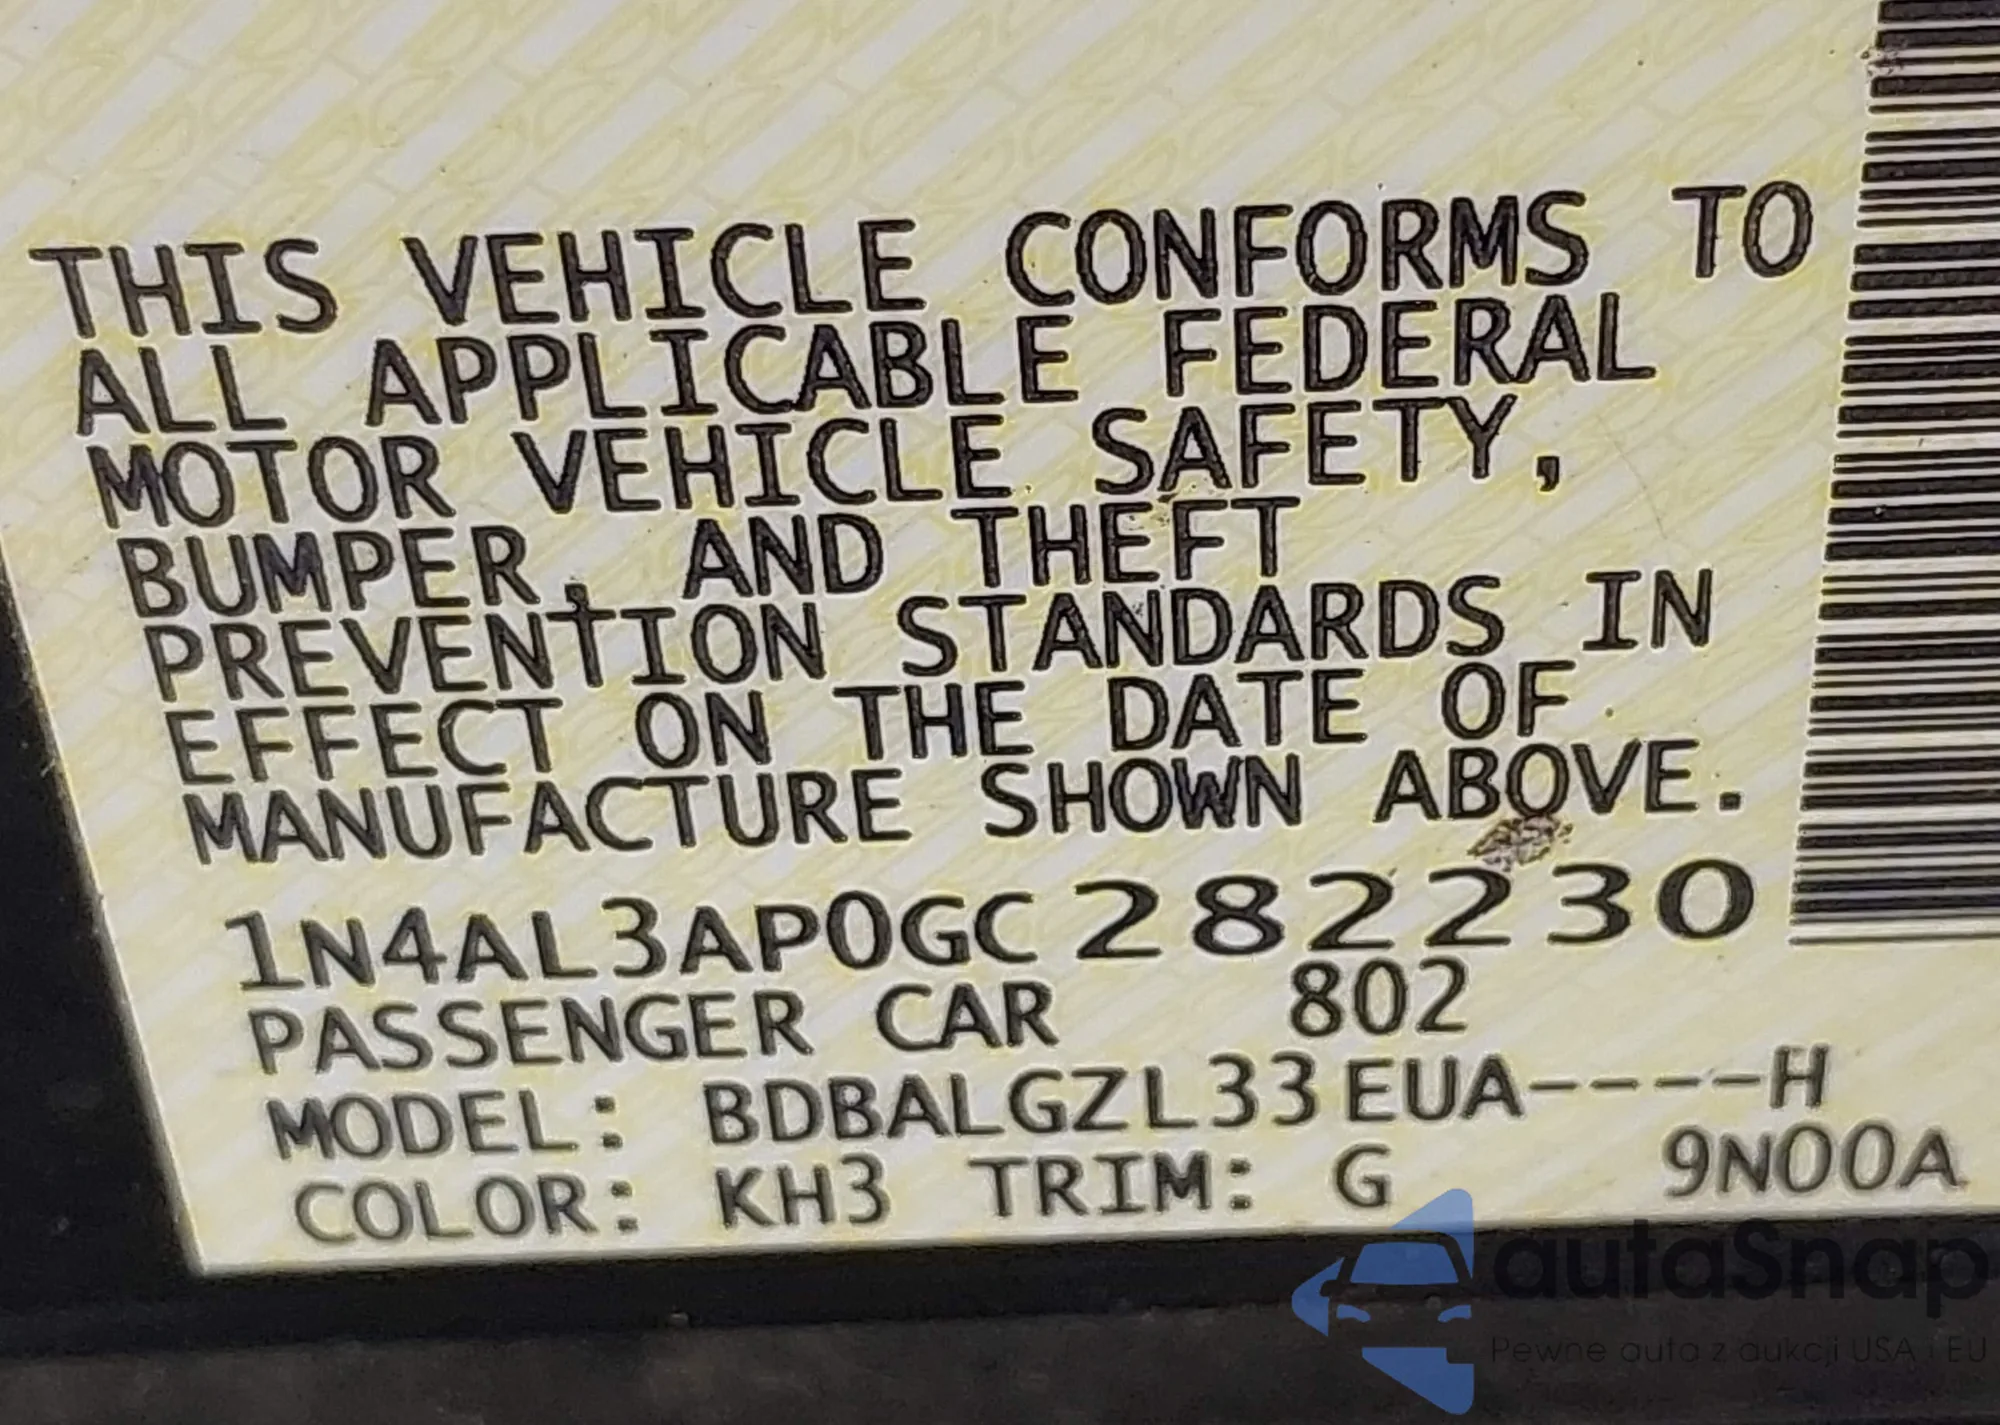 THIS VEHICLE CONFORMS TO
ALL APPLICABLE FEDERAL
MOTOR VEHICLE SAFETY,
BUMPER, AND THEFT
PREVENTION STANDARDS IN
EFFECT ON THE DATE OF
MANUFACTURE SHOWN ABOVE.
1N4AL3AP0GC282230
PASSENGER CAR 802
MODEL: BDBALGZL33EUA----H
COLOR: KH3 TRIM: G 9N00A
autaSnap
Pewne auta z aukcji USA i EU